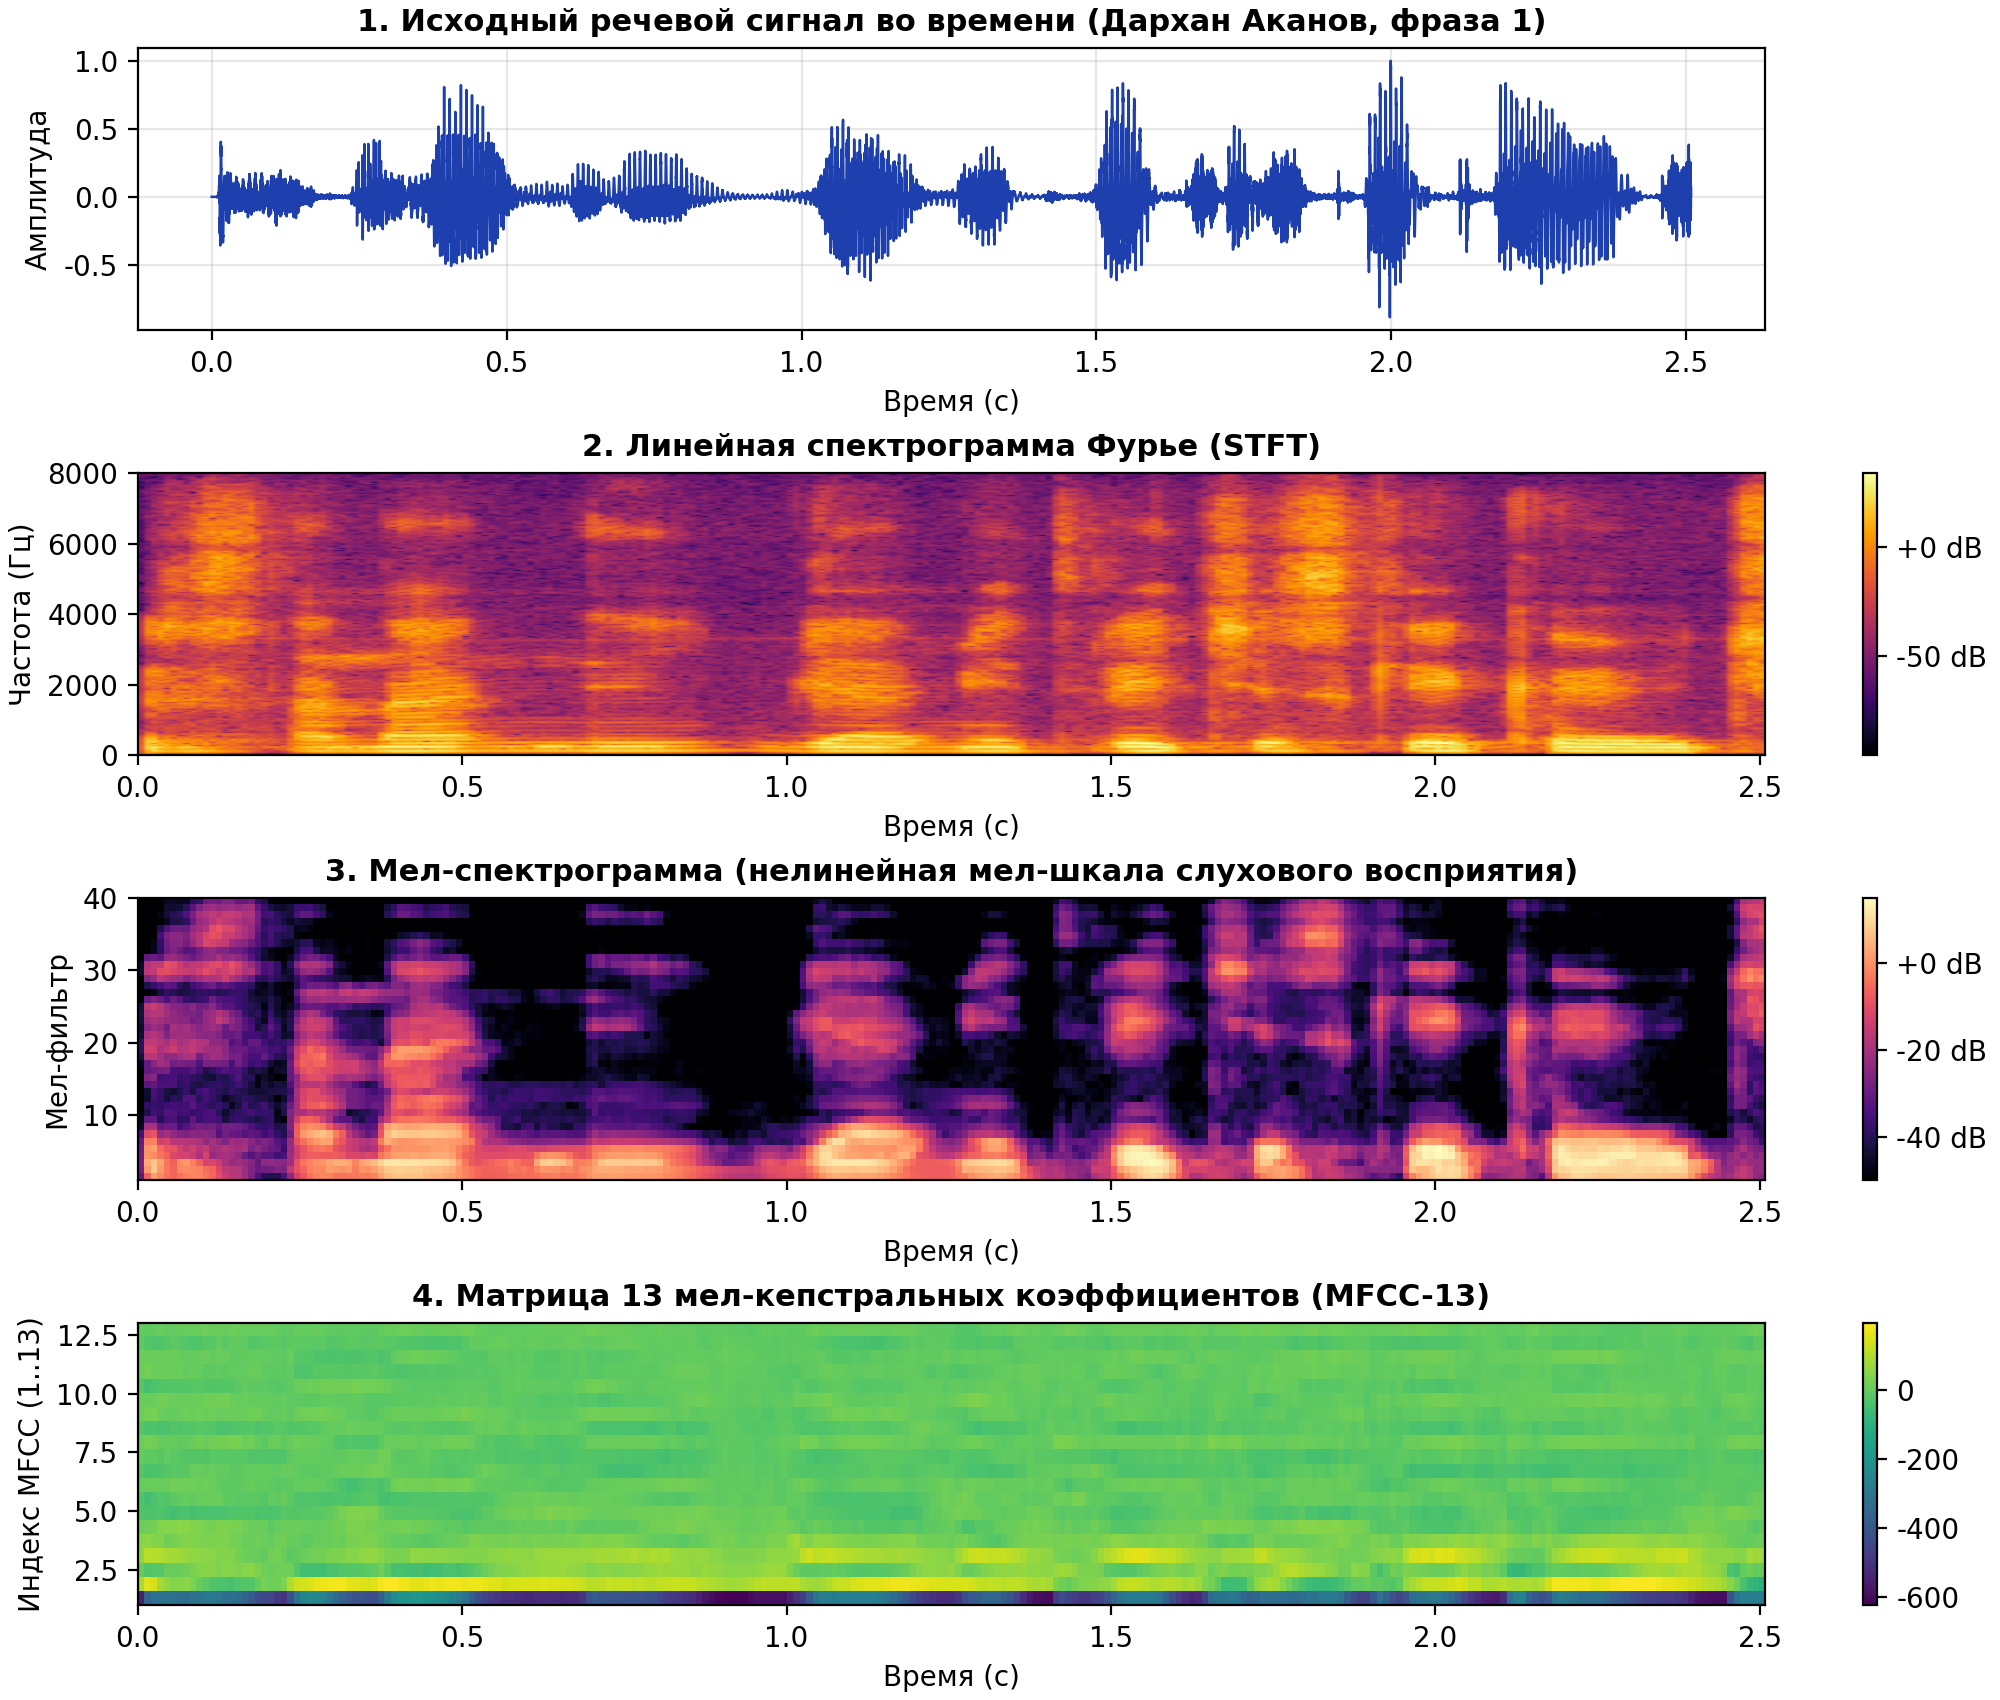 1. Исходный речевой сигнал во времени (Дархан Аканов, фраза 1)
Амплитуда
1.0
0.5
0.0
-0.5
0.0 0.5 1.0 1.5 2.0 2.5
Время (с)
2. Линейная спектрограмма Фурье (STFT)
Частота (Гц)
8000
6000
4000
2000
0
+0 dB
-50 dB
0.0 0.5 1.0 1.5 2.0 2.5
Время (с)
3. Мел-спектрограмма (нелинейная мел-шкала слухового восприятия)
Мел-фильтр
40
30
20
10
+0 dB
-20 dB
-40 dB
0.0 0.5 1.0 1.5 2.0 2.5
Время (с)
4. Матрица 13 мел-кепстральных коэффициентов (MFCC-13)
Индекс MFCC (1..13)
12.5
10.0
7.5
5.0
2.5
0
-200
-400
-600
0.0 0.5 1.0 1.5 2.0 2.5
Время (с)